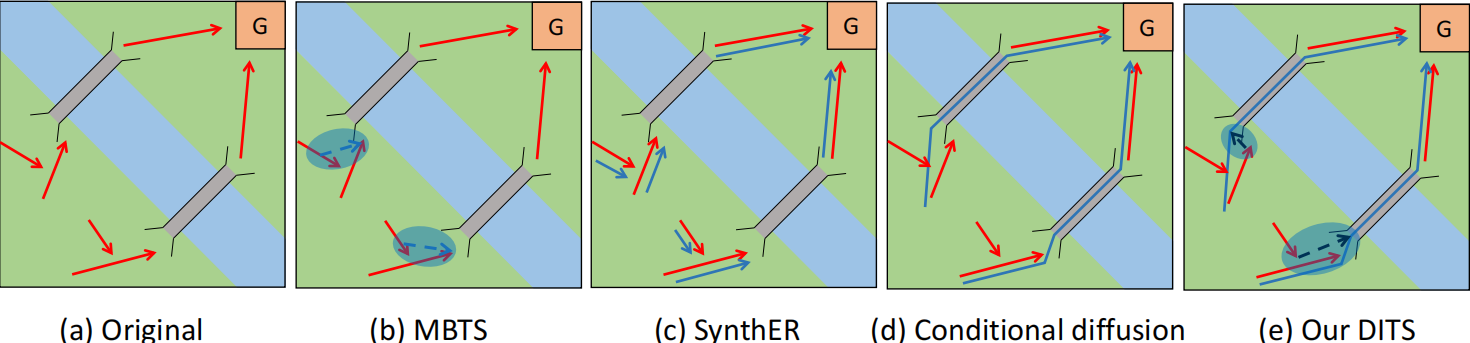 G G G G G
(a) Original (b) MBTS (c) SynthER (d) Conditional diffusion (e) Our DITS